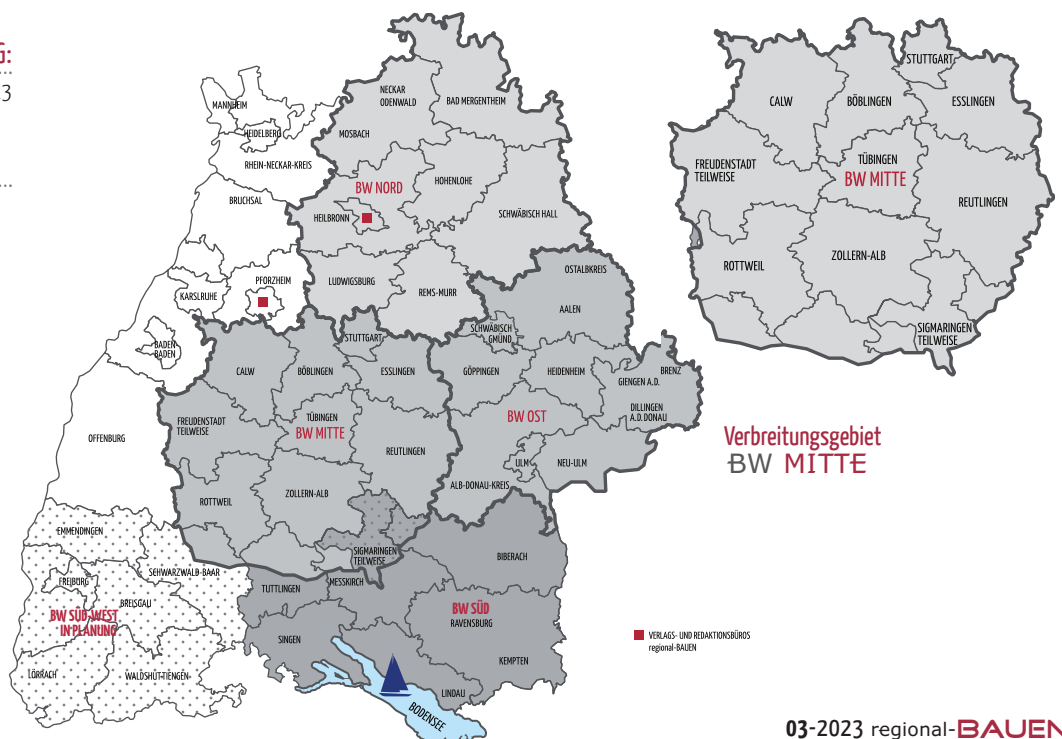 G:
3
MANNHEIM
HEIDELBERG
RHEIN-NECKAR-KREIS
BRUCHSAL
KARSLRUHE
PFORZHEIM
BADEN
BADEN
OFFENBURG
NECKAR
ODENWALD
BAD MERGENTHEIM
MOSBACH
BW NORD
HOHENLOHE
HEILBRONN
SCHWÄBISCH HALL
LUDWIGSBURG
REMS-MURR
OSTALBKREIS
AALEN
SCHWÄBISCH
GMÜND
GÖPPINGEN
HEIDENHEIM
BRENZ
GIENGEN A.D.
DILLINGEN
A.D. DONAU
BW OST
ULM
NEU-ULM
ALB-DONAU-KREIS
STUTTGART
CALW
BÖBLINGEN
ESSLINGEN
FREUDENSTADT
TEILWEISE
TÜBINGEN
BW MITTE
REUTLINGEN
ROTTWEIL
ZOLLERN-ALB
SIGMARINGEN
TEILWEISE
EMMENDINGEN
FREIBURG
SCHWARZWALD-BAAR
BREISGAU
BW SÜD-WEST
IN PLANUNG
LÖRRACH
WALDSHUT-TIENGEN
TUTTLINGEN
MESSKIRCH
BIBERACH
BW SÜD
RAVENSBURG
SINGEN
KEMPTEN
LINDAU
BODENSEE
STUTTGART
CALW
BÖBLINGEN
ESSLINGEN
FREUDENSTADT
TEILWEISE
TÜBINGEN
BW MITTE
REUTLINGEN
ROTTWEIL
ZOLLERN-ALB
SIGMARINGEN
TEILWEISE
Verbreitungsgebiet
BW MITTE
VERLAGS- UND REDAKTIONSBÜROS
regional-BAUEN
03-2023 regional-BAUEN